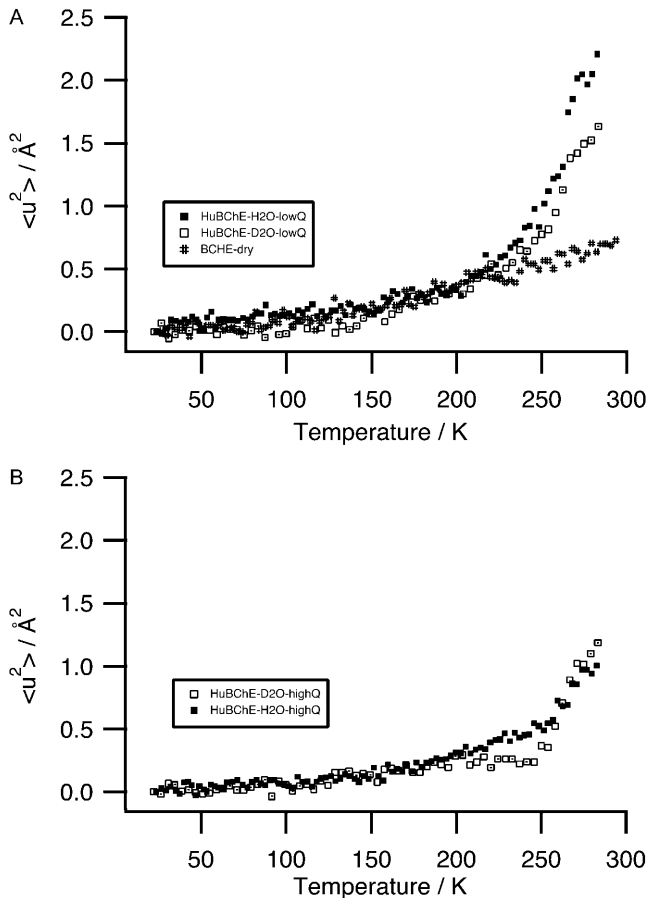 A
2.5
2.0
1.5
1.0
0.5
0.0
<u²> / Å²
HuBChE-H2O-lowQ
HuBChE-D2O-lowQ
BCHE-dry
50 100 150 200 250 300
Temperature / K
B
2.5
2.0
1.5
1.0
0.5
0.0
<u²> / Å²
HuBChE-D2O-highQ
HuBChE-H2O-highQ
50 100 150 200 250 300
Temperature / K